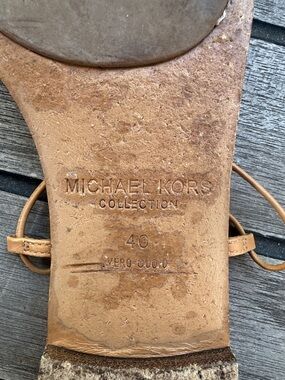 MICHAEL KORS
COLLECTION
40
VERO CUOIO